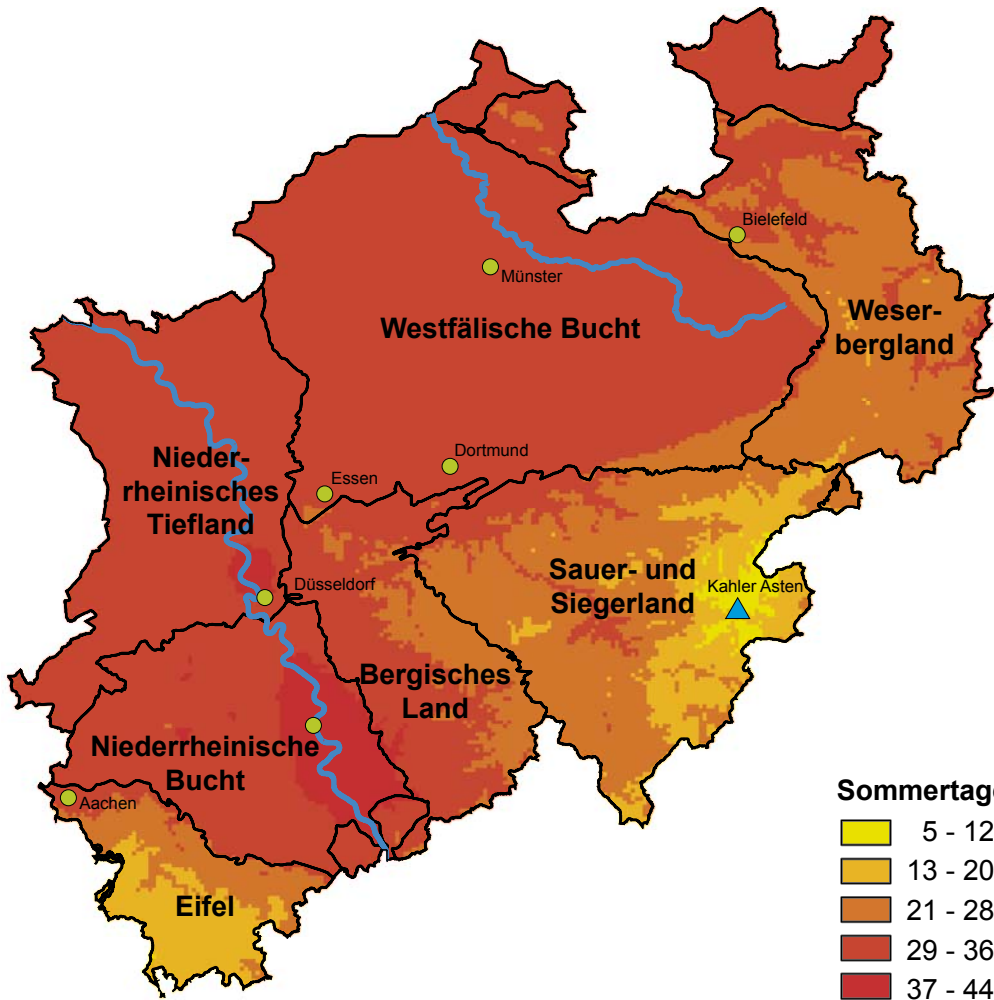 Bielefeld
Münster
Westfälische Bucht
Weser-
bergland
Dortmund
Essen
Nieder-
rheinisches
Tiefland
Düsseldorf
Sauer- und
Siegerland
Kahler Asten
Bergisches
Land
Niederrheinische
Bucht
Aachen
Eifel
Sommertage
5 - 12
13 - 20
21 - 28
29 - 36
37 - 44